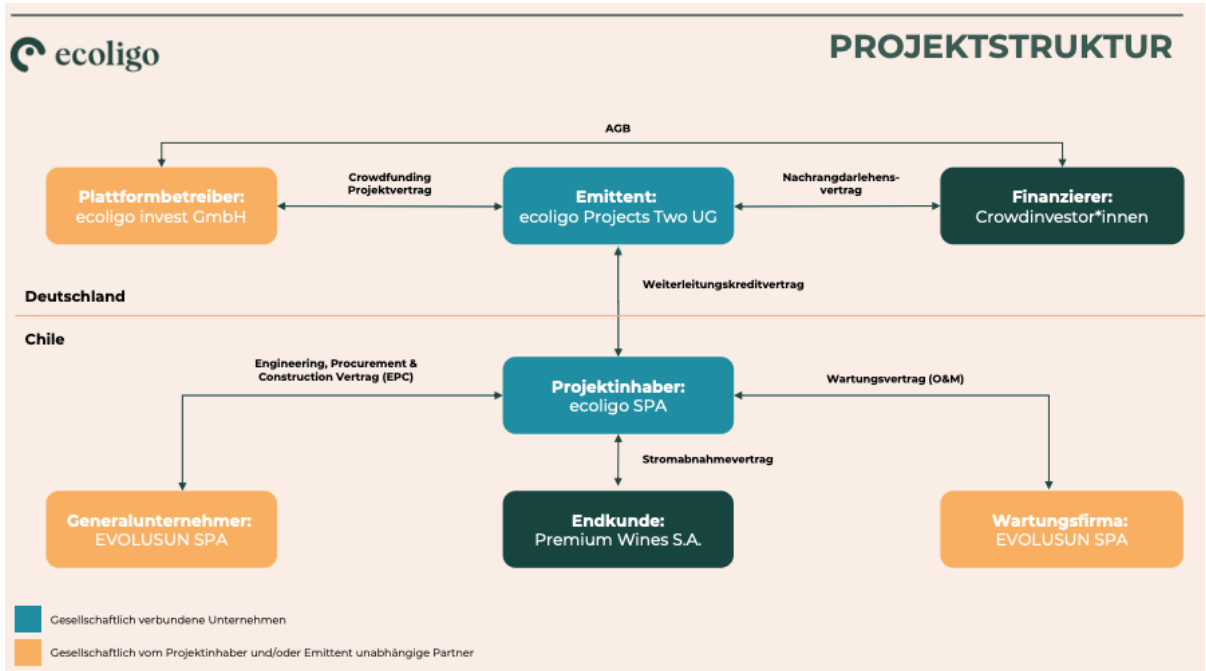 ecoligo
PROJEKTSTRUKTUR
AGB
Plattformbetreiber:
ecoligo invest GmbH
Crowdfunding
Projektvertrag
Emittent:
ecoligo Projects Two UG
Nachrangdarlehens-
vertrag
Finanzierer:
Crowdinvestor*innen
Weiterleitungskreditvertrag
Deutschland
Chile
Engineering, Procurement &
Construction Vertrag (EPC)
Projektinhaber:
ecoligo SPA
Wartungsvertrag (O&M)
Stromabnahmevertrag
Generalunternehmer:
EVOLUSUN SPA
Endkunde:
Premium Wines S.A.
Wartungsfirma:
EVOLUSUN SPA
Gesellschaftlich verbundene Unternehmen
Gesellschaftlich vom Projektinhaber und/oder Emittent unabhängige Partner